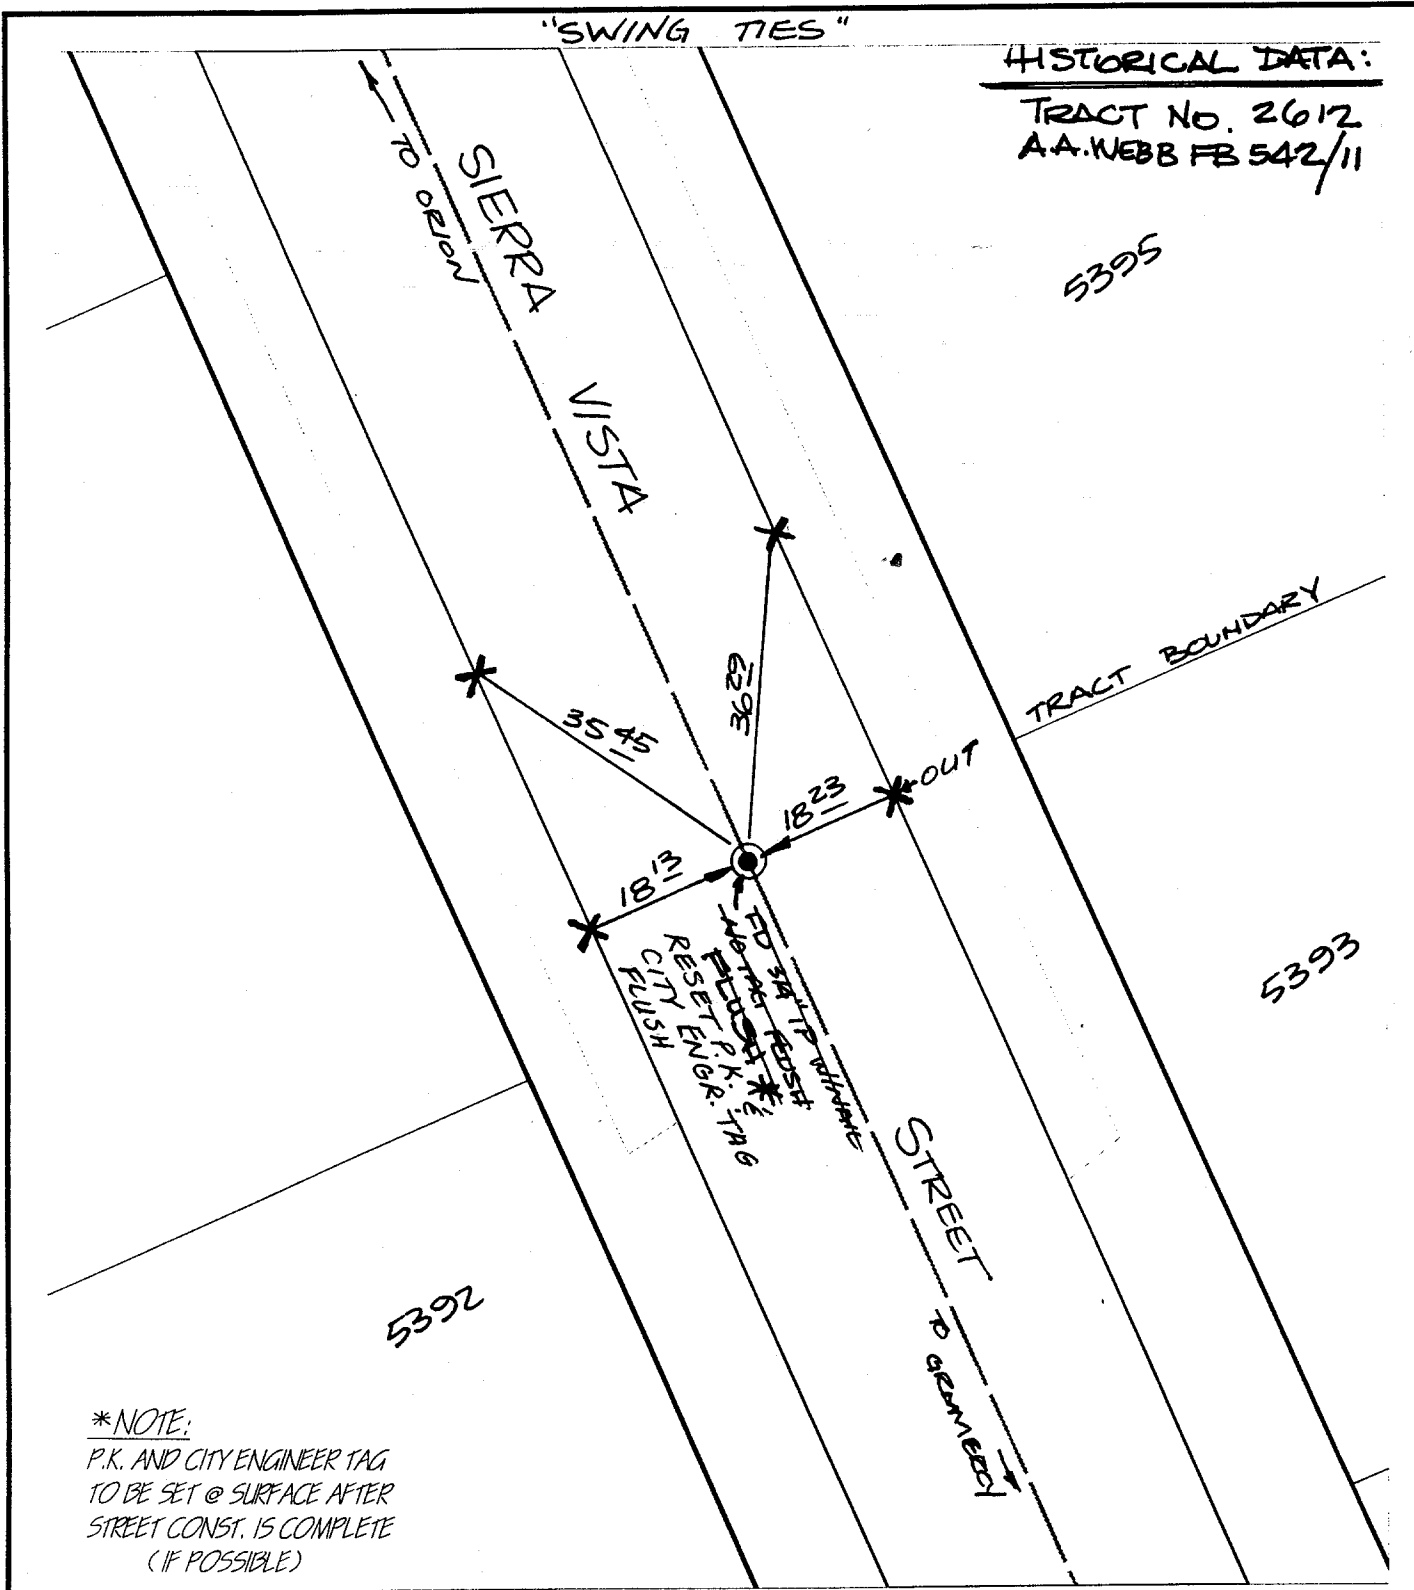 "SWING TIES"
HISTORICAL DATA:
TRACT NO. 2612
A.A. WEBB FB 542/11
TO ORION
SIERRA VISTA
5395
TRACT BOUNDARY
36 29
35 45
OUT
18 23
18 13
FD 3/4" IP
NO TAG FLUSH
FLUSH *
RESET P.K. &
CITY ENGR. TAG
FLUSH
5393
STREET
5392
TO GRAMERCY
*NOTE:
P.K. AND CITY ENGINEER TAG
TO BE SET @ SURFACE AFTER
STREET CONST. IS COMPLETE
(IF POSSIBLE)